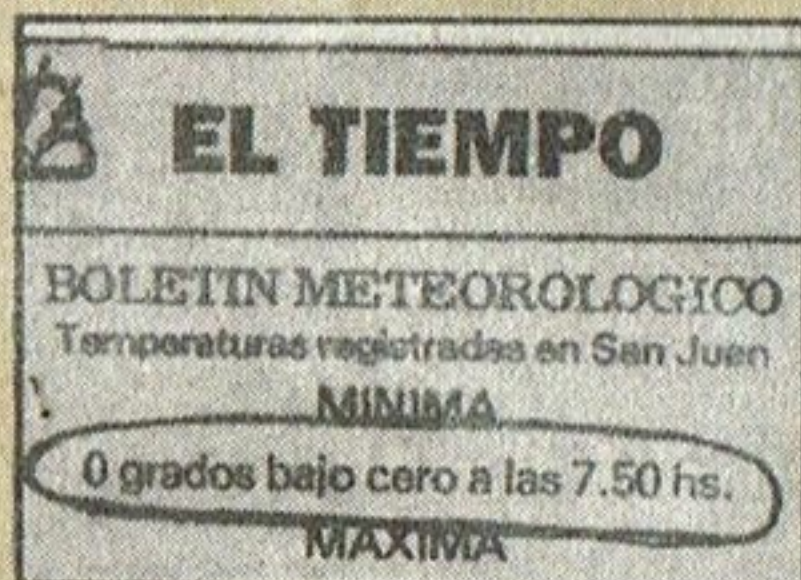 EL TIEMPO
BOLETIN METEOROLOGICO
Temperaturas registradas en San Juan
MINIMA
0 grados bajo cero a las 7.50 hs.
MAXIMA